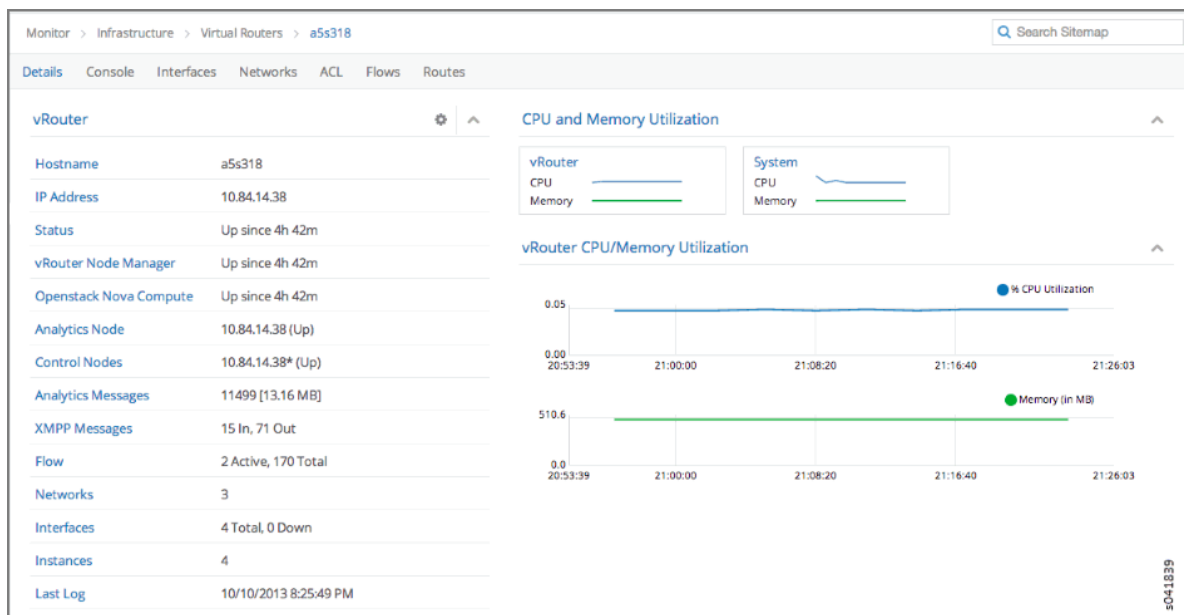 Monitor > Infrastructure > Virtual Routers > a5s318
Search Sitemap
Details Console Interfaces Networks ACL Flows Routes
vRouter
Hostname a5s318
IP Address 10.84.14.38
Status Up since 4h 42m
vRouter Node Manager Up since 4h 42m
Openstack Nova Compute Up since 4h 42m
Analytics Node 10.84.14.38 (Up)
Control Nodes 10.84.14.38* (Up)
Analytics Messages 11499 [13.16 MB]
XMPP Messages 15 In, 71 Out
Flow 2 Active, 170 Total
Networks 3
Interfaces 4 Total, 0 Down
Instances 4
Last Log 10/10/2013 8:25:49 PM
CPU and Memory Utilization
vRouter
CPU
Memory
System
CPU
Memory
vRouter CPU/Memory Utilization
% CPU Utilization
0.05
0.00
20:53:39 21:00:00 21:08:20 21:16:40 21:26:03
Memory (in MB)
510.6
0.0
20:53:39 21:00:00 21:08:20 21:16:40 21:26:03
s041839